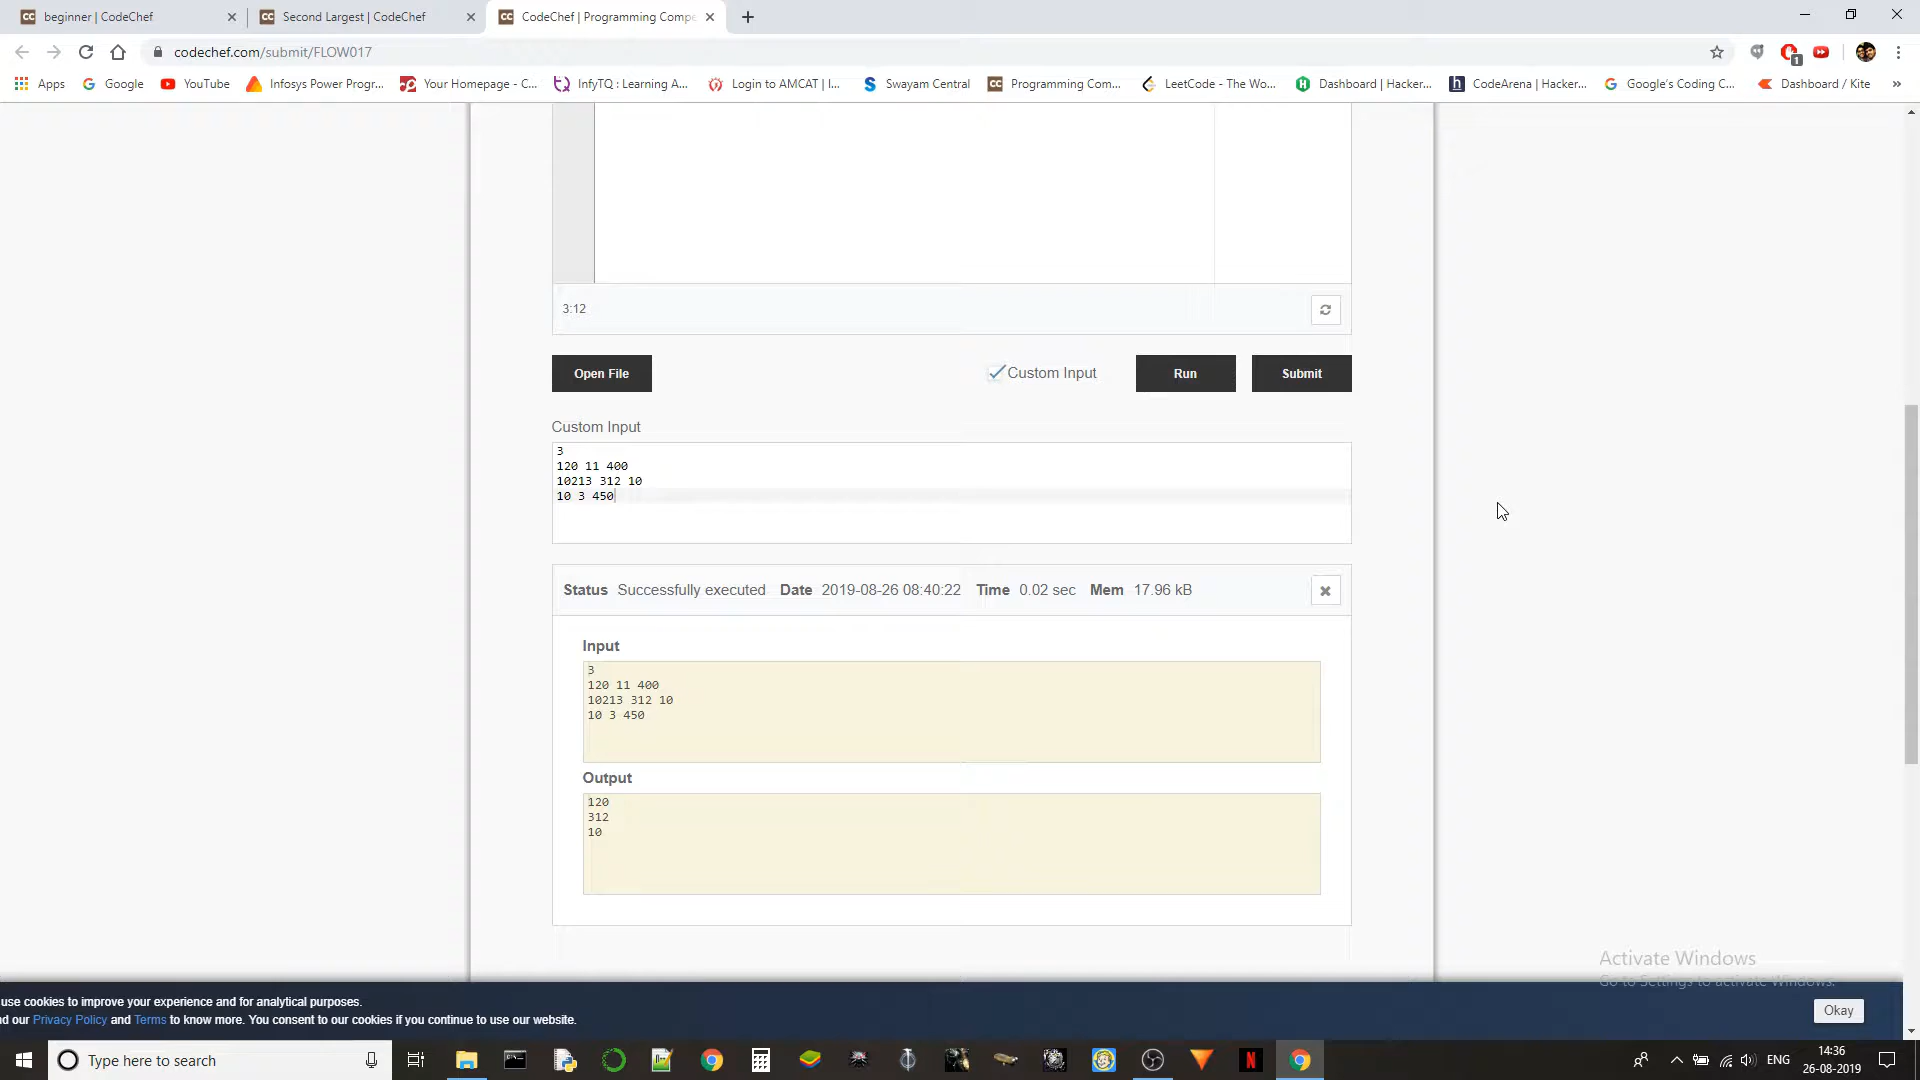 beginner | CodeChef
Second Largest | CodeChef
CodeChef | Programming Compe
codechef.com/submit/FLOW017
Apps
Google
YouTube
Infosys Power Progr...
Your Homepage - C...
InfyTQ : Learning A...
Login to AMCAT | I...
Swayam Central
Programming Com...
LeetCode - The Wo...
Dashboard | Hacker...
CodeArena | Hacker...
Google's Coding C...
Dashboard / Kite
»
3:12
Open File
Custom Input
Run
Submit
Custom Input
3
120 11 400
10213 312 10
10 3 450
Status Successfully executed Date 2019-08-26 08:40:22 Time 0.02 sec Mem 17.96 kB
Input
3
120 11 400
10213 312 10
10 3 450
Output
120
312
10
Activate Windows
Go to Settings to activate Windows.
use cookies to improve your experience and for analytical purposes.
nd our Privacy Policy and Terms to know more. You consent to our cookies if you continue to use our website.
Okay
Type here to search
ENG
14:36
26-08-2019